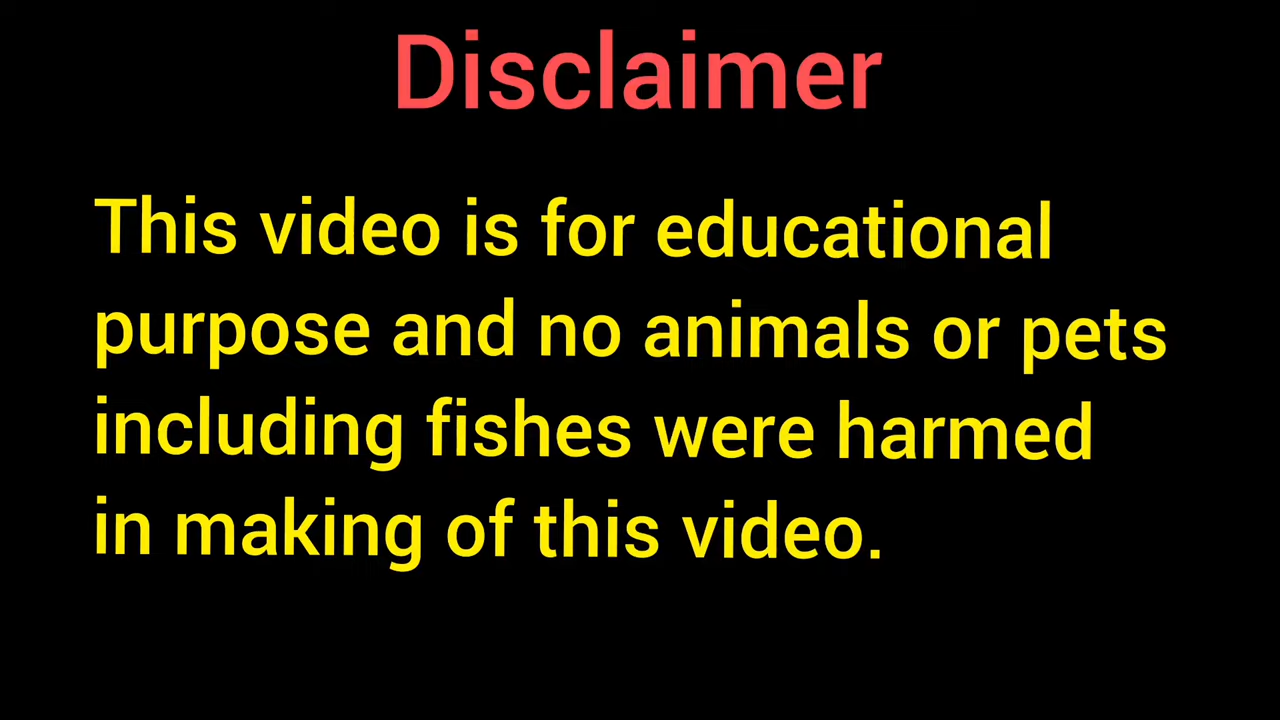 Disclaimer
This video is for educational
purpose and no animals or pets
including fishes were harmed
in making of this video.